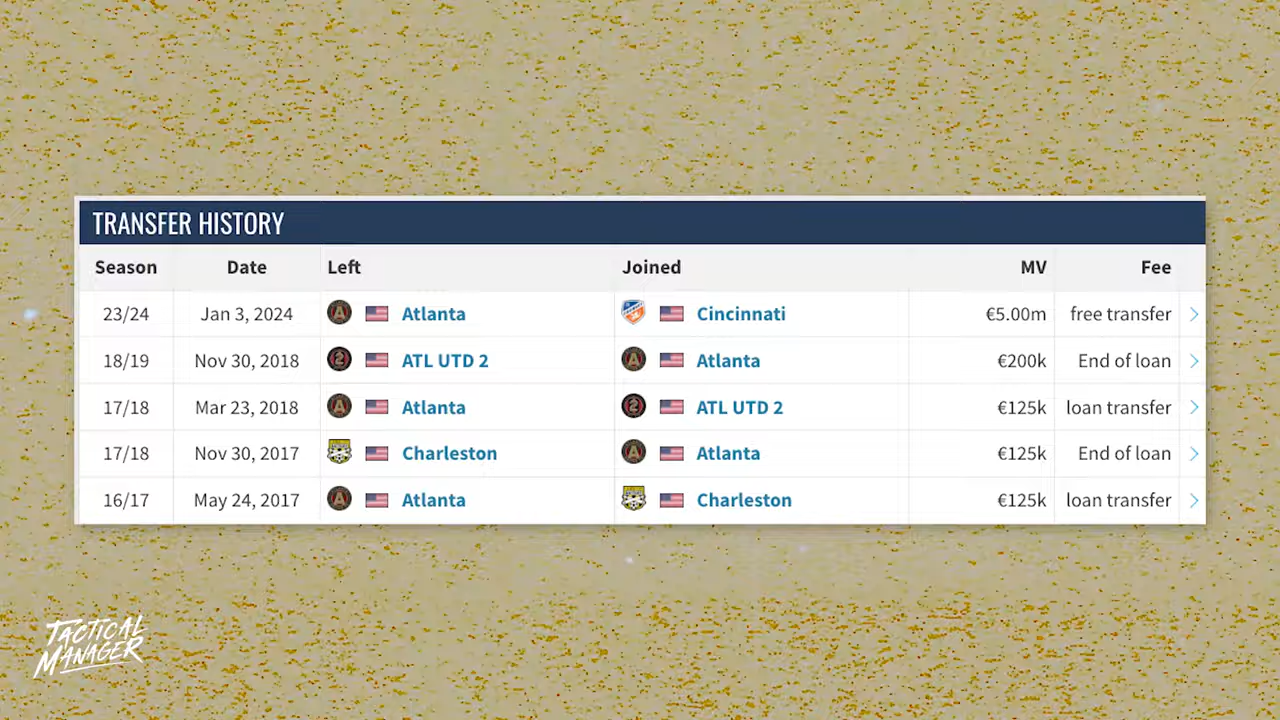 TRANSFER HISTORY
Season Date Left Joined MV Fee
23/24 Jan 3, 2024 Atlanta Cincinnati €5.00m free transfer
18/19 Nov 30, 2018 ATL UTD 2 Atlanta €200k End of loan
17/18 Mar 23, 2018 Atlanta ATL UTD 2 €125k loan transfer
17/18 Nov 30, 2017 Charleston Atlanta €125k End of loan
16/17 May 24, 2017 Atlanta Charleston €125k loan transfer
TACTICAL
MANAGER